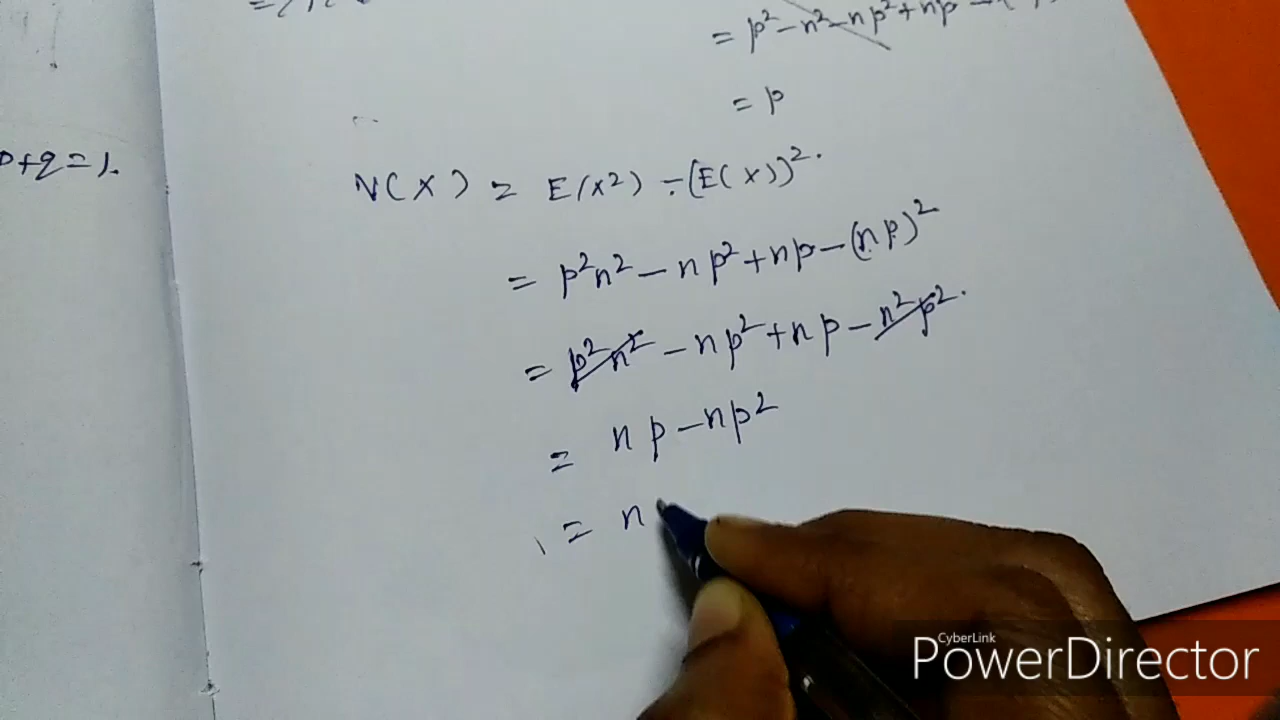 = p² - n² - np² + np -
= p
p+q=1.
V(X) = E(X²) - (E(X))².
= p²n² - np² + np - (np)²
= p²n² - np² + np - n²p².
= np - np²
= n
CyberLink
PowerDirector